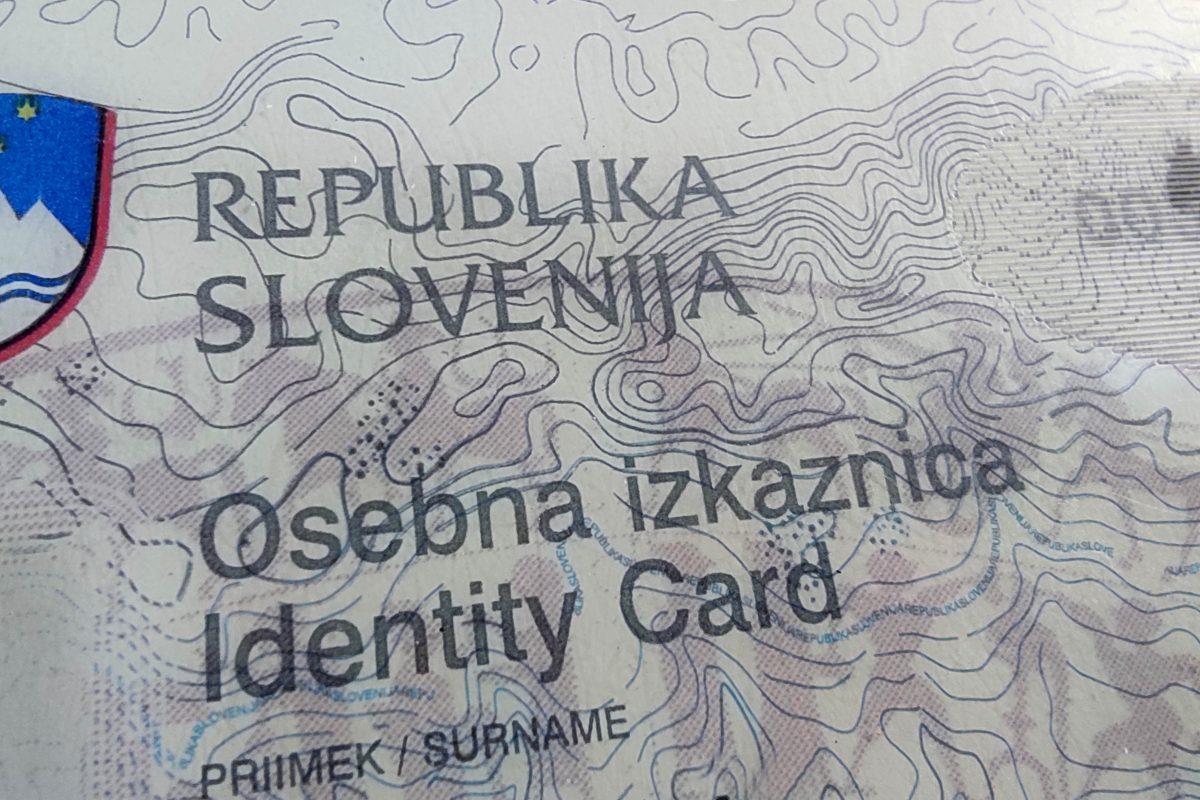 REPUBLIKA
SLOVENIJA
Osebna izkaznica
Identity Card
PRIIMEK / SURNAME